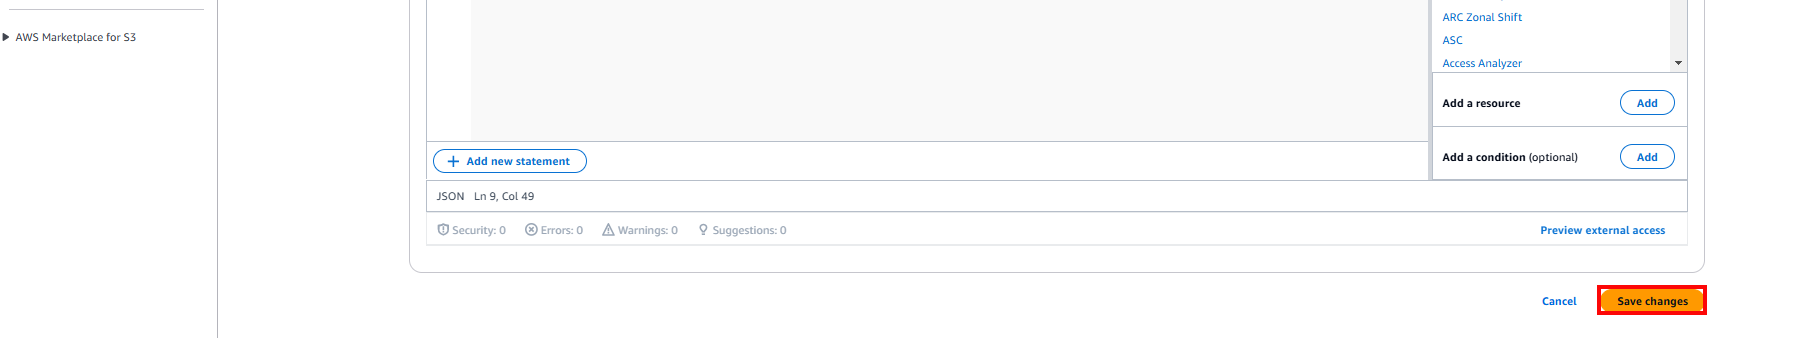 AWS Marketplace for S3
ARC Zonal Shift
ASC
Access Analyzer
Add a resource Add
Add a condition (optional) Add
Add new statement
JSON Ln 9, Col 49
Security: 0 Errors: 0 Warnings: 0 Suggestions: 0 Preview external access
Cancel Save changes